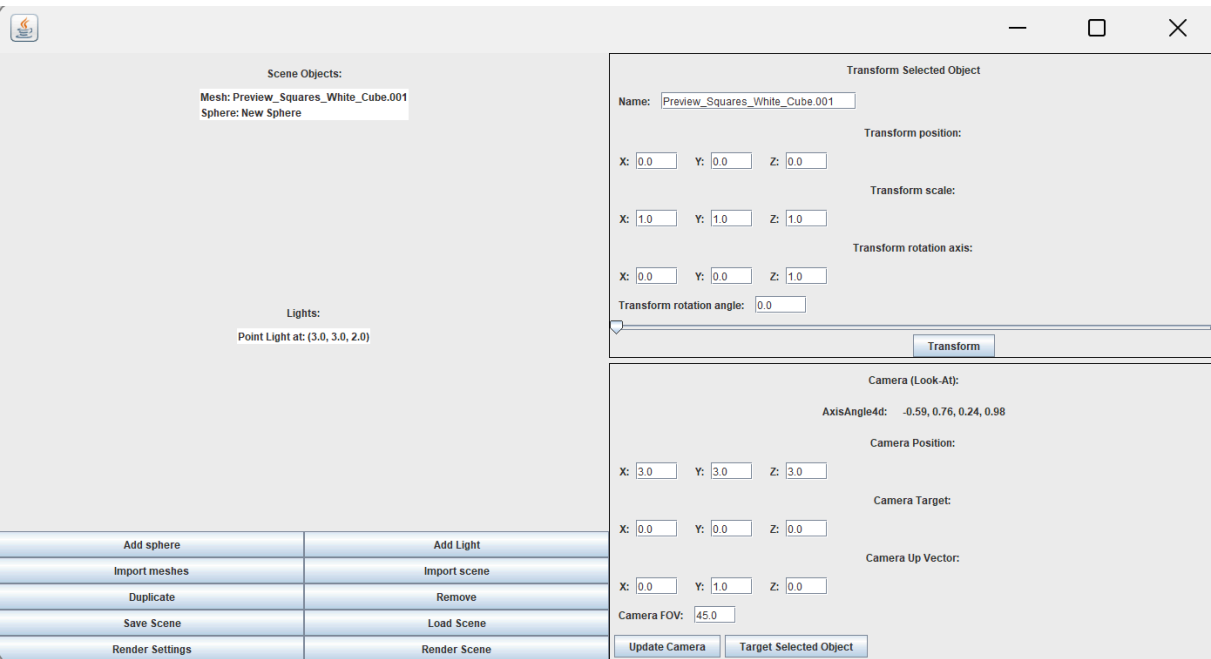 Scene Objects:
Mesh: Preview_Squares_White_Cube.001
Sphere: New Sphere
Lights:
Point Light at: (3.0, 3.0, 2.0)
Add sphere Add Light
Import meshes Import scene
Duplicate Remove
Save Scene Load Scene
Render Settings Render Scene
Transform Selected Object
Name: Preview_Squares_White_Cube.001
Transform position:
X: 0.0 Y: 0.0 Z: 0.0
Transform scale:
X: 1.0 Y: 1.0 Z: 1.0
Transform rotation axis:
X: 0.0 Y: 0.0 Z: 1.0
Transform rotation angle: 0.0
Transform
Camera (Look-At):
AxisAngle4d: -0.59, 0.76, 0.24, 0.98
Camera Position:
X: 3.0 Y: 3.0 Z: 3.0
Camera Target:
X: 0.0 Y: 0.0 Z: 0.0
Camera Up Vector:
X: 0.0 Y: 1.0 Z: 0.0
Camera FOV: 45.0
Update Camera Target Selected Object